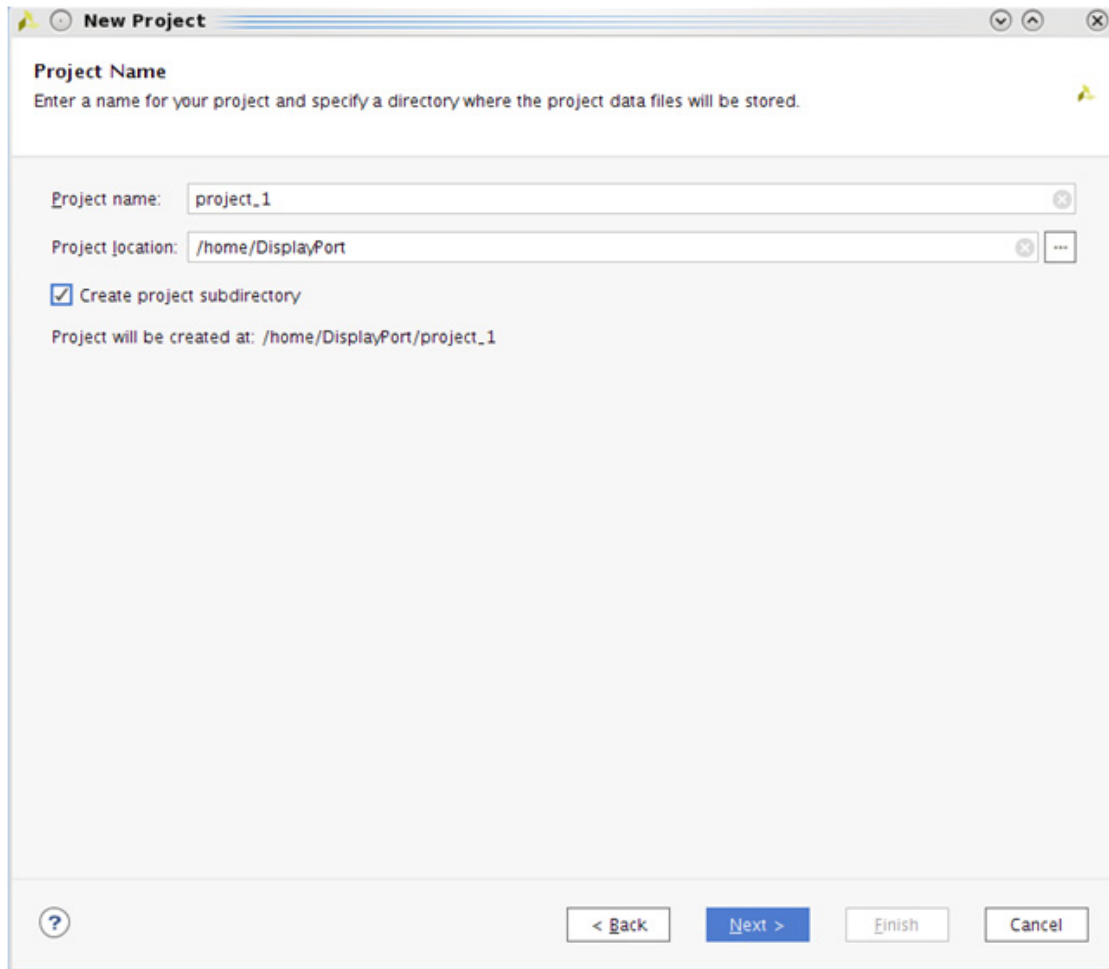 New Project
Project Name
Enter a name for your project and specify a directory where the project data files will be stored.
Project name: project_1
Project location: /home/DisplayPort ...
Create project subdirectory
Project will be created at: /home/DisplayPort/project_1
? < Back Next > Finish Cancel